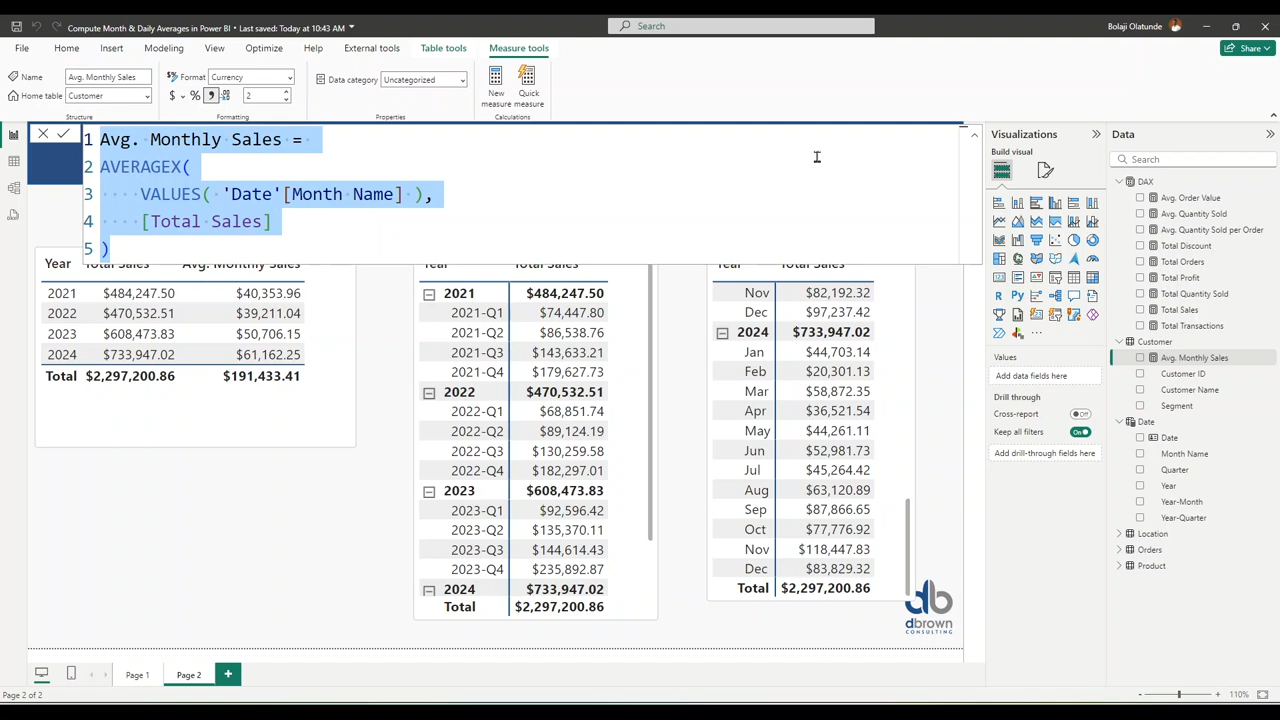 Compute Month & Daily Averages in Power BI • Last saved: Today at 10:43 AM
Search
Bolaji Olatunde
File Home Insert Modeling View Optimize Help External tools Table tools Measure tools
Share
Name Avg. Monthly Sales
Home table Customer
Structure
Format Currency
$ % 2
Formatting
Data category Uncategorized
Properties
New measure
Quick measure
Calculations
1 Avg. Monthly Sales =
2 AVERAGEX(
3 VALUES( 'Date'[Month Name] ),
4 [Total Sales]
5 )
Year Total Sales Avg. Monthly Sales
2021 $484,247.50 $40,353.96
2022 $470,532.51 $39,211.04
2023 $608,473.83 $50,706.15
2024 $733,947.02 $61,162.25
Total $2,297,200.86 $191,433.41
Year Total Sales
2021 $484,247.50
2021-Q1 $74,447.80
2021-Q2 $86,538.76
2021-Q3 $143,633.21
2021-Q4 $179,627.73
2022 $470,532.51
2022-Q1 $68,851.74
2022-Q2 $89,124.19
2022-Q3 $130,259.58
2022-Q4 $182,297.01
2023 $608,473.83
2023-Q1 $92,596.42
2023-Q2 $135,370.11
2023-Q3 $144,614.43
2023-Q4 $235,892.87
2024 $733,947.02
Total $2,297,200.86
Year Total Sales
Nov $82,192.32
Dec $97,237.42
2024 $733,947.02
Jan $44,703.14
Feb $20,301.13
Mar $58,872.35
Apr $36,521.54
May $44,261.11
Jun $52,981.73
Jul $45,264.42
Aug $63,120.89
Sep $87,866.65
Oct $77,776.92
Nov $118,447.83
Dec $83,829.32
Total $2,297,200.86
db
dbrown
CONSULTING
Visualizations
Build visual
Values
Add data fields here
Drill through
Cross-report Off
Keep all filters On
Add drill-through fields here
Data
Search
DAX
Avg. Order Value
Avg. Quantity Sold
Avg. Quantity Sold per Order
Total Discount
Total Orders
Total Profit
Total Quantity Sold
Total Sales
Total Transactions
Customer
Avg. Monthly Sales
Customer ID
Customer Name
Segment
Date
Date
Month Name
Quarter
Year
Year-Month
Year-Quarter
Location
Orders
Product
Page 1 Page 2
Page 2 of 2
110%